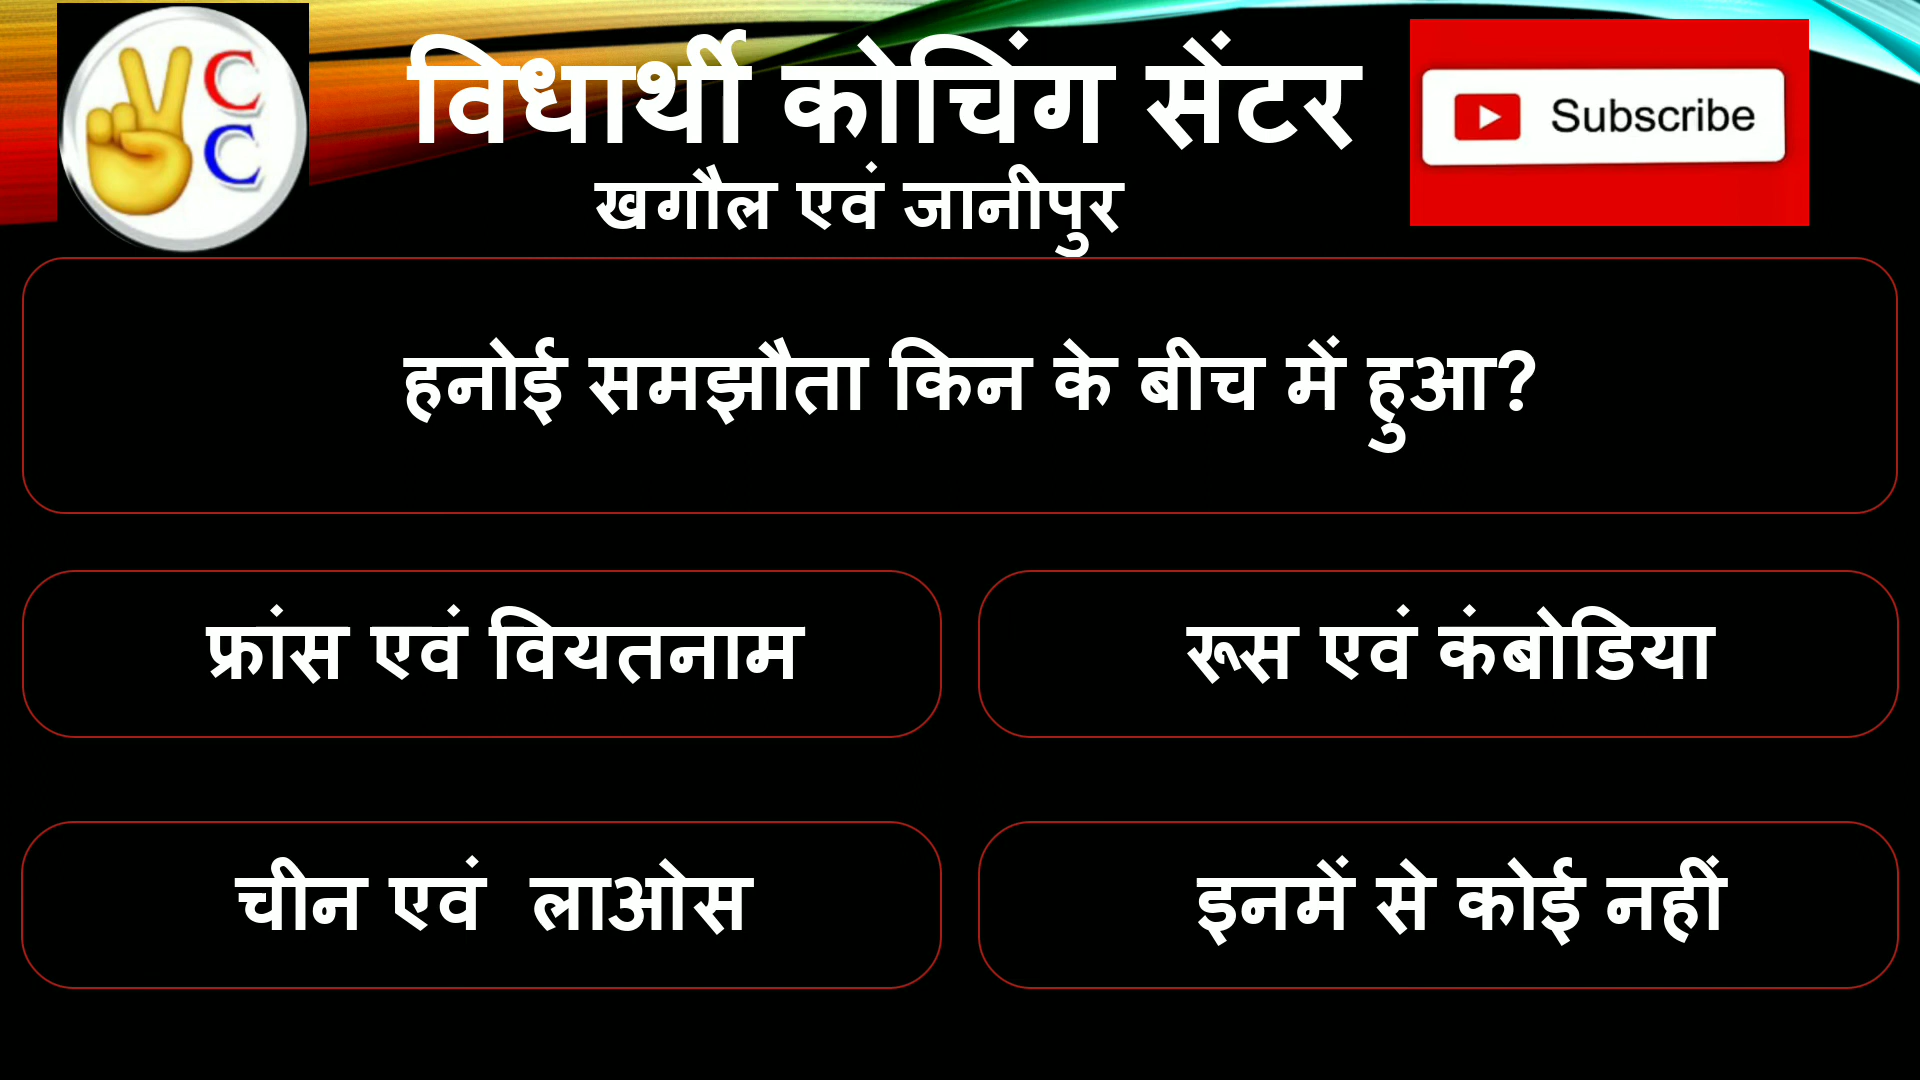 C
C
विधार्थी कोचिंग सेंटर
Subscribe
खगौल एवं जानीपुर
हनोई समझौता किन के बीच में हुआ?
फ्रांस एवं वियतनाम
रूस एवं कंबोडिया
चीन एवं लाओस
इनमें से कोई नहीं